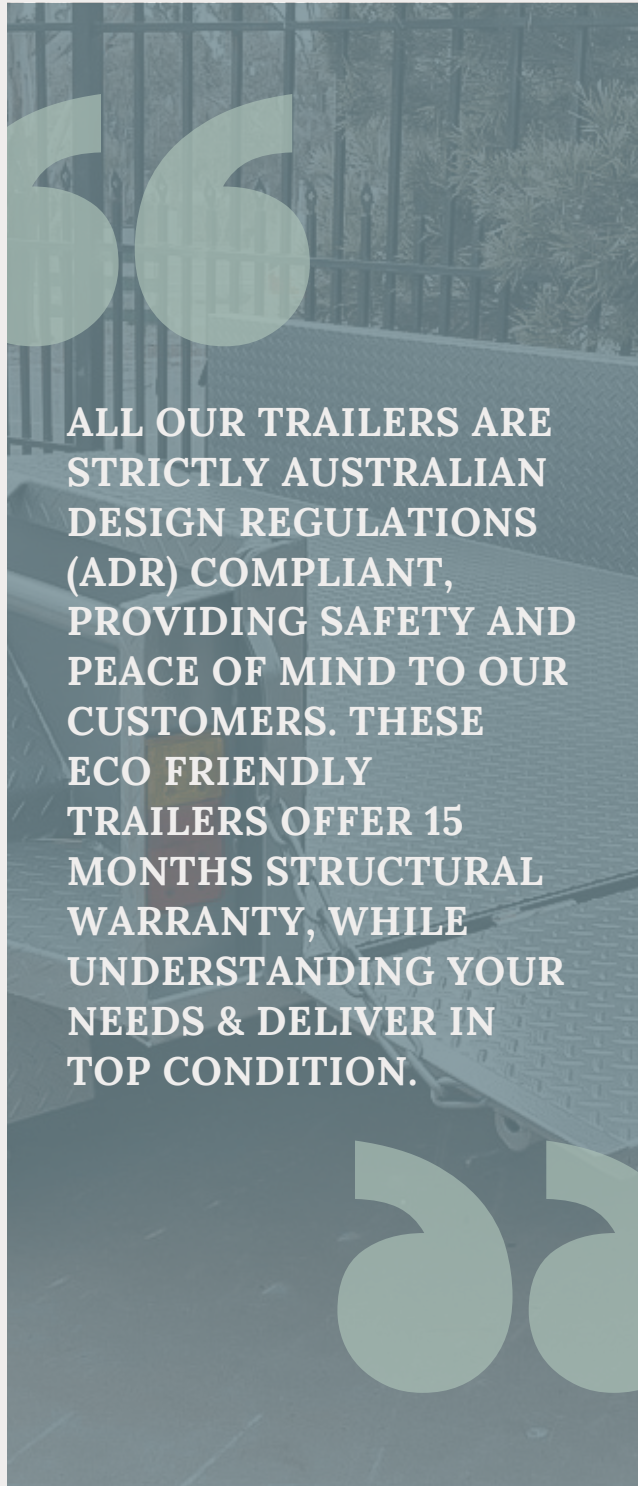 ALL OUR TRAILERS ARE
STRICTLY AUSTRALIAN
DESIGN REGULATIONS
(ADR) COMPLIANT,
PROVIDING SAFETY AND
PEACE OF MIND TO OUR
CUSTOMERS. THESE
ECO FRIENDLY
TRAILERS OFFER 15
MONTHS STRUCTURAL
WARRANTY, WHILE
UNDERSTANDING YOUR
NEEDS & DELIVER IN
TOP CONDITION.